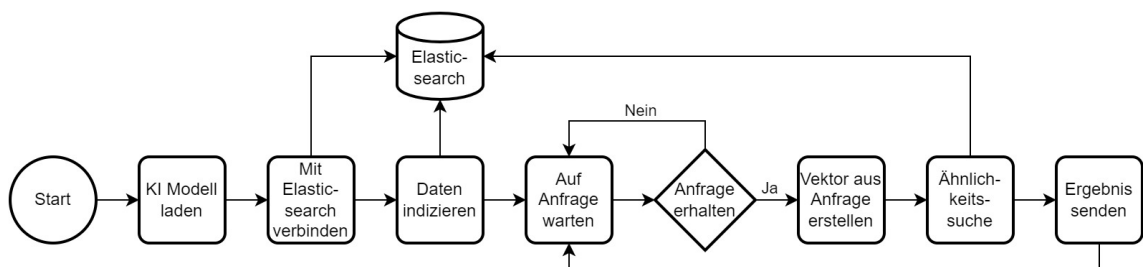 Elastic-
search
Nein
Start
KI Modell
laden
Mit
Elastic-
search
verbinden
Daten
indizieren
Auf
Anfrage
warten
Anfrage
erhalten
Ja
Vektor aus
Anfrage
erstellen
Ähnlich-
keits-
suche
Ergebnis
senden